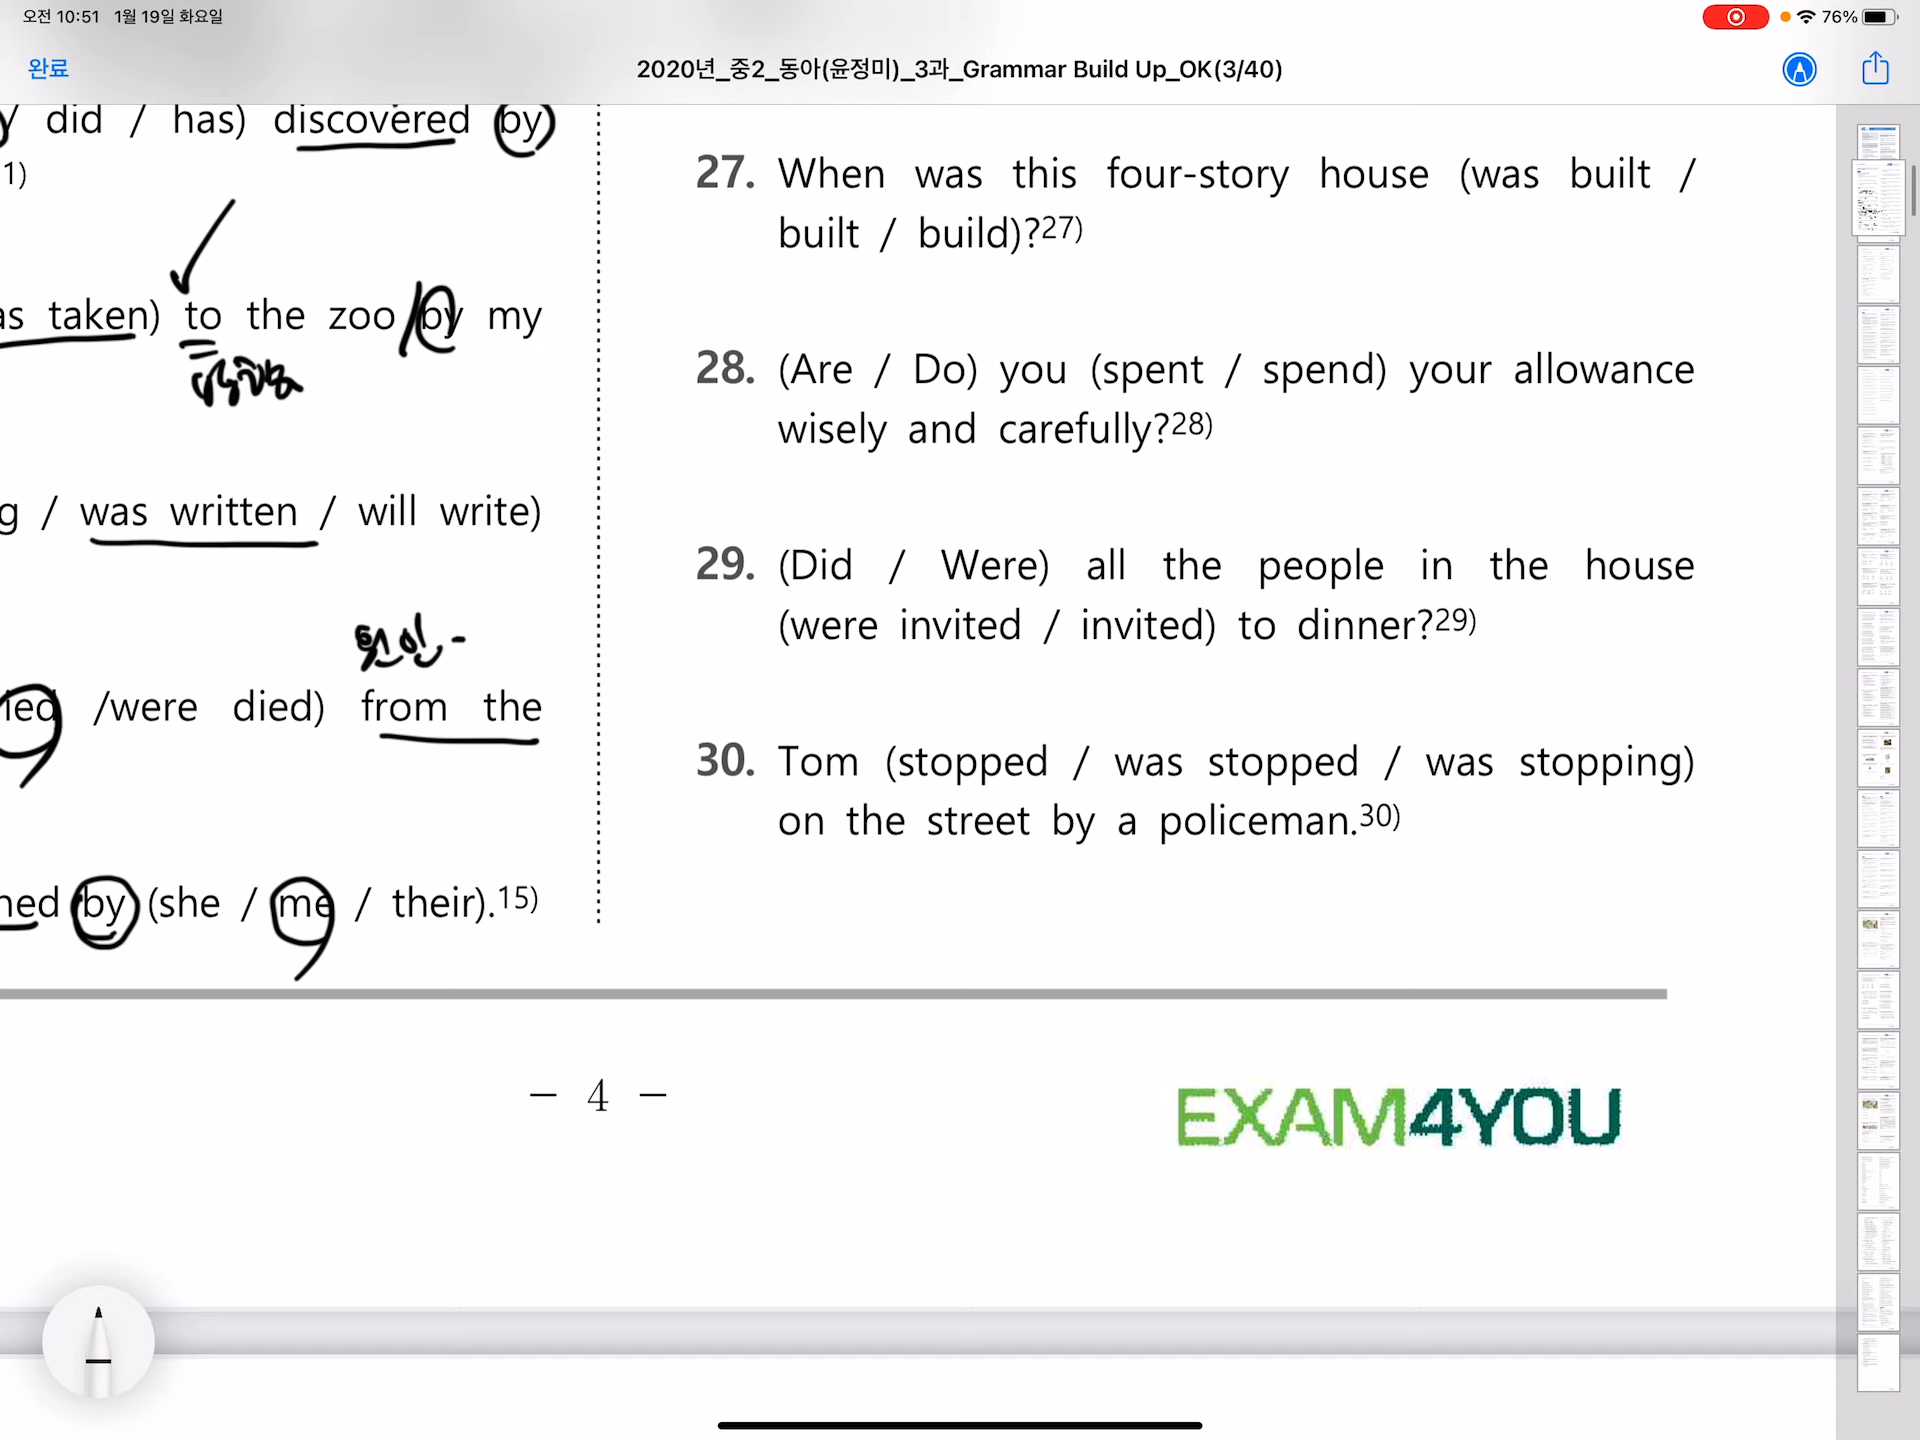 오전 10:51 1월 19일 화요일
76%
완료
2020년_중2_동아(윤정미)_3과_Grammar Build Up_OK(3/40)
did / has) discovered by
1)
as taken) to the zoo by my
g / was written / will write)
원인
ied /were died) from the
ned by (she / me / their).15)
27. When was this four-story house (was built /
built / build)?27)
28. (Are / Do) you (spent / spend) your allowance
wisely and carefully?28)
29. (Did / Were) all the people in the house
(were invited / invited) to dinner?29)
30. Tom (stopped / was stopped / was stopping)
on the street by a policeman.30)
- 4 -
EXAM4YOU